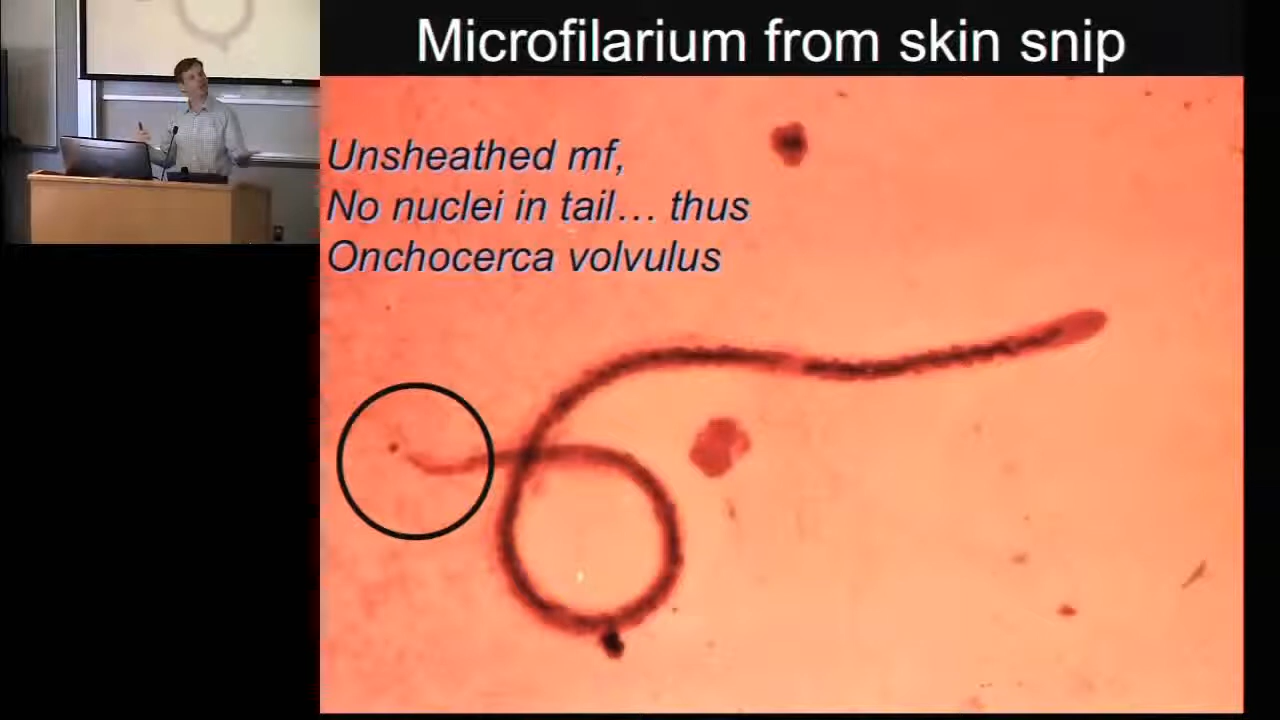 Microfilarium from skin snip
Unsheathed mf,
No nuclei in tail… thus
Onchocerca volvulus